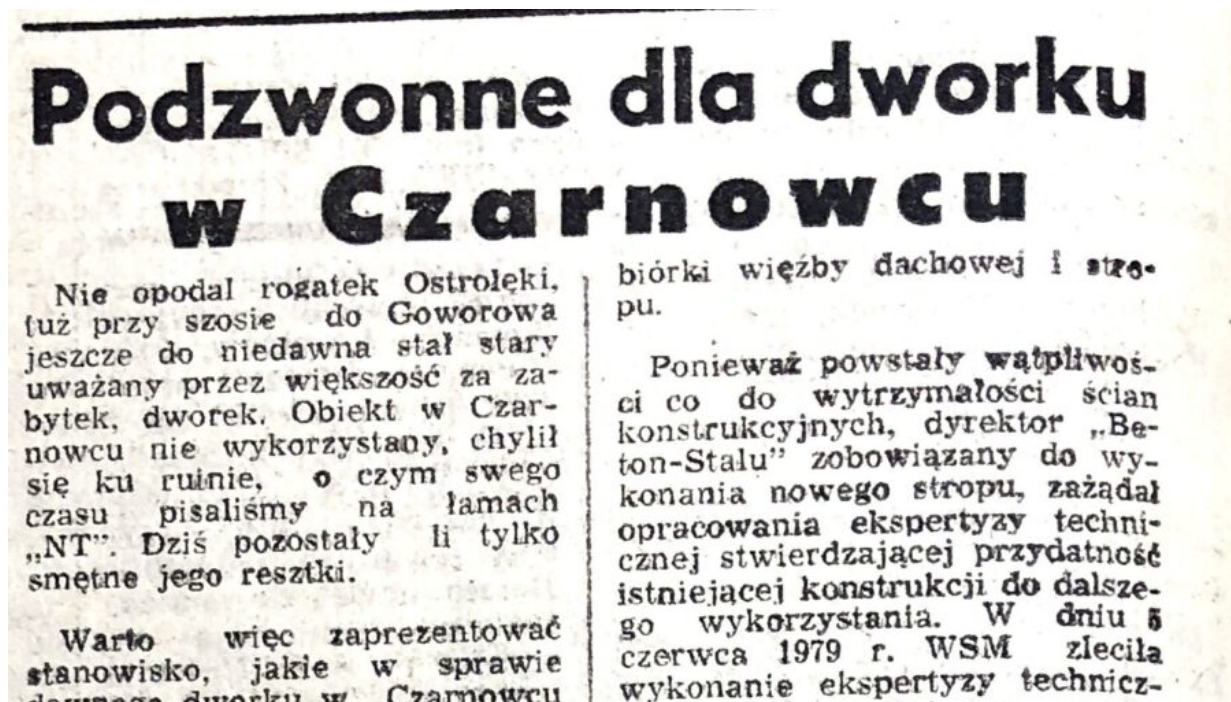 Podzwonne dla dworku
w Czarnowcu
Nie opodal rogatek Ostrołęki,
tuż przy szosie do Goworowa
jeszcze do niedawna stał stary
uważany przez większość za za-
bytek, dworek. Obiekt w Czar-
nowcu nie wykorzystany, chylił
się ku ruinie, o czym swego
czasu pisaliśmy na łamach
„NT”. Dziś pozostały li tylko
smętne jego resztki.
Warto więc zaprezentować
stanowisko, jakie w sprawie
dawnego dworku w Czarnowcu
biórki więźby dachowej i stro-
pu.
Ponieważ powstały wątpliwoś-
ci co do wytrzymałości ścian
konstrukcyjnych, dyrektor „Be-
ton-Stalu” zobowiązany do wy-
konania nowego stropu, zażądał
opracowania ekspertyzy techni-
cznej stwierdzającej przydatność
istniejącej konstrukcji do dalsze-
go wykorzystania. W dniu 5
czerwca 1979 r. WSM zleciła
wykonanie ekspertyzy technicz-